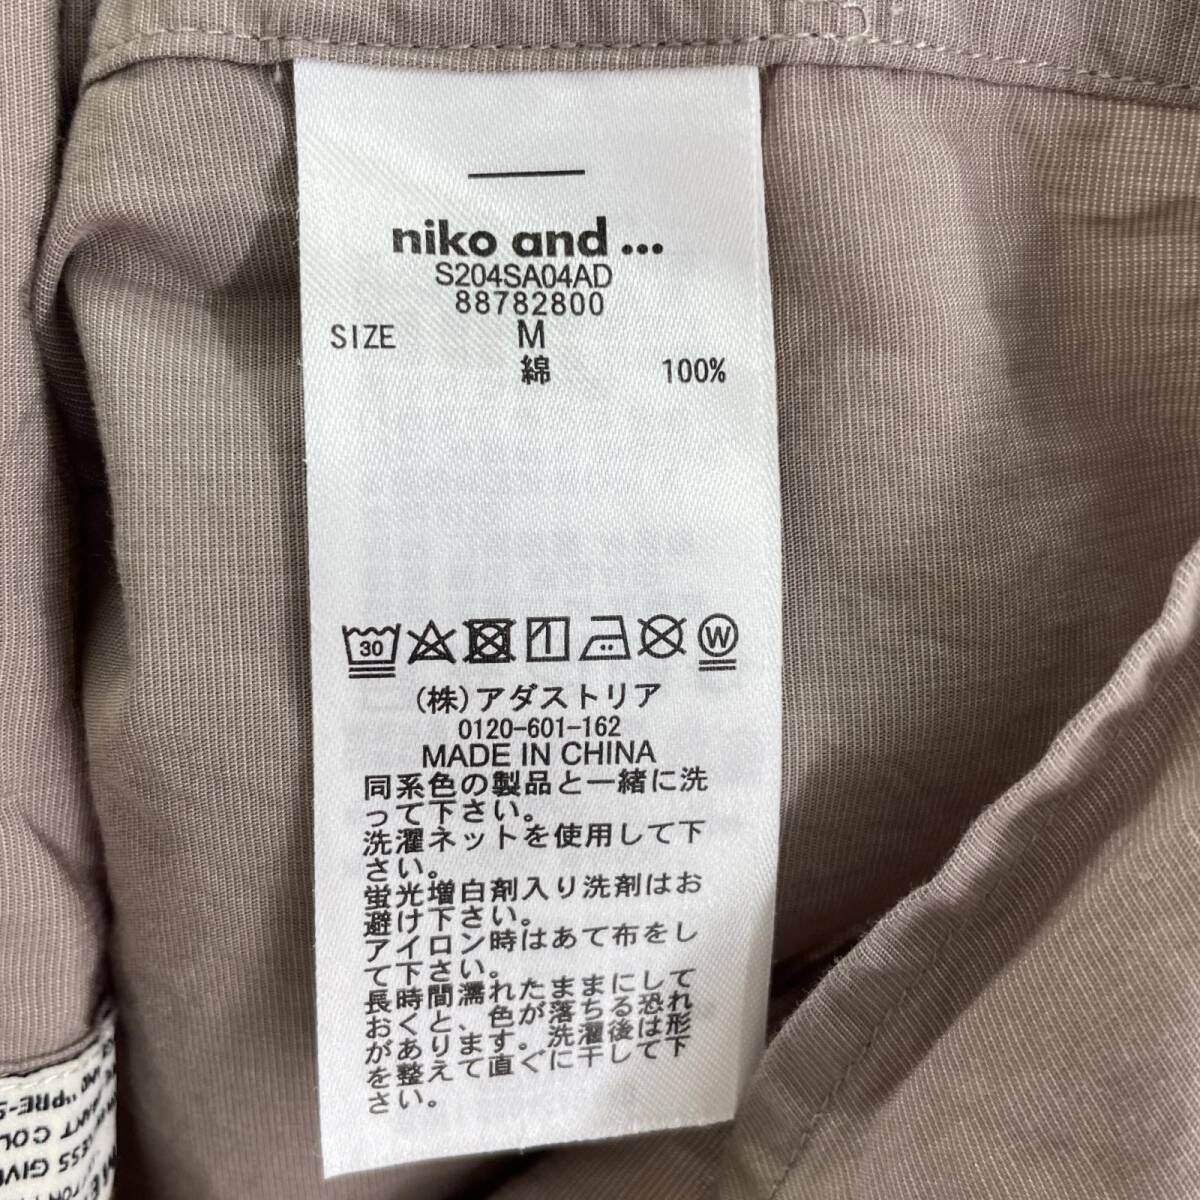 niko and ...
S204SA04AD
88782800
SIZE M
綿 100%
30 W
(株)アダストリア
0120-601-162
MADE IN CHINA
同系色の製品と一緒に洗
って下さい。
洗濯ネットを使用して下
さい。
蛍光増白剤入り洗剤はお
避け下さい。
アイロン時はあて布をし
て下さい。
長時間濡れたままにして
おくと、色が落ちる恐れ
があります。洗濯後は形
を整えて直ぐに干して下
さい。